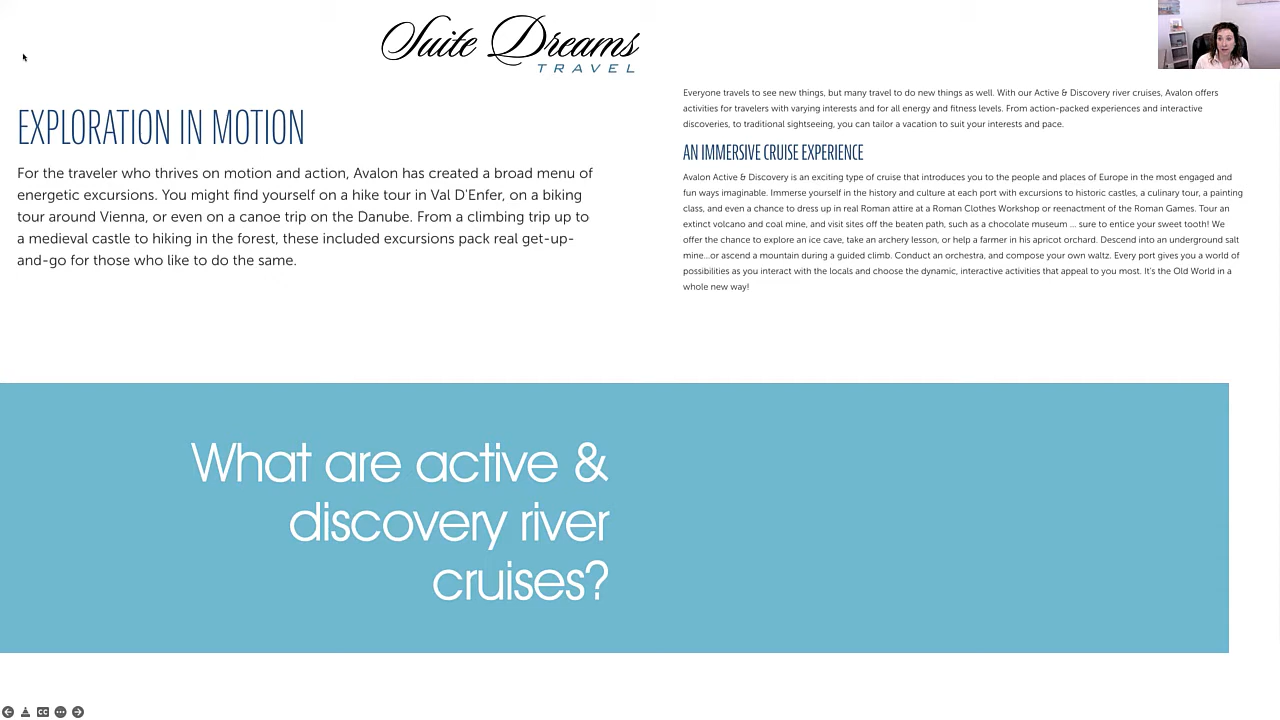 Suite Dreams
TRAVEL
EXPLORATION IN MOTION
For the traveler who thrives on motion and action, Avalon has created a broad menu of
energetic excursions. You might find yourself on a hike tour in Val D'Enfer, on a biking
tour around Vienna, or even on a canoe trip on the Danube. From a climbing trip up to
a medieval castle to hiking in the forest, these included excursions pack real get-up-
and-go for those who like to do the same.
Everyone travels to see new things, but many travel to do new things as well. With our Active & Discovery river cruises, Avalon offers
activities for travelers with varying interests and for all energy and fitness levels. From action-packed experiences and interactive
discoveries, to traditional sightseeing, you can tailor a vacation to suit your interests and pace.
AN IMMERSIVE CRUISE EXPERIENCE
Avalon Active & Discovery is an exciting type of cruise that introduces you to the people and places of Europe in the most engaged and
fun ways imaginable. Immerse yourself in the history and culture at each port with excursions to historic castles, a culinary tour, a painting
class, and even a chance to dress up in real Roman attire at a Roman Clothes Workshop or reenactment of the Roman Games. Tour an
extinct volcano and coal mine, and visit sites off the beaten path, such as a chocolate museum ... sure to entice your sweet tooth! We
offer the chance to explore an ice cave, take an archery lesson, or help a farmer in his apricot orchard. Descend into an underground salt
mine...or ascend a mountain during a guided climb. Conduct an orchestra, and compose your own waltz. Every port gives you a world of
possibilities as you interact with the locals and choose the dynamic, interactive activities that appeal to you most. It's the Old World in a
whole new way!
What are active &
discovery river
cruises?
CC